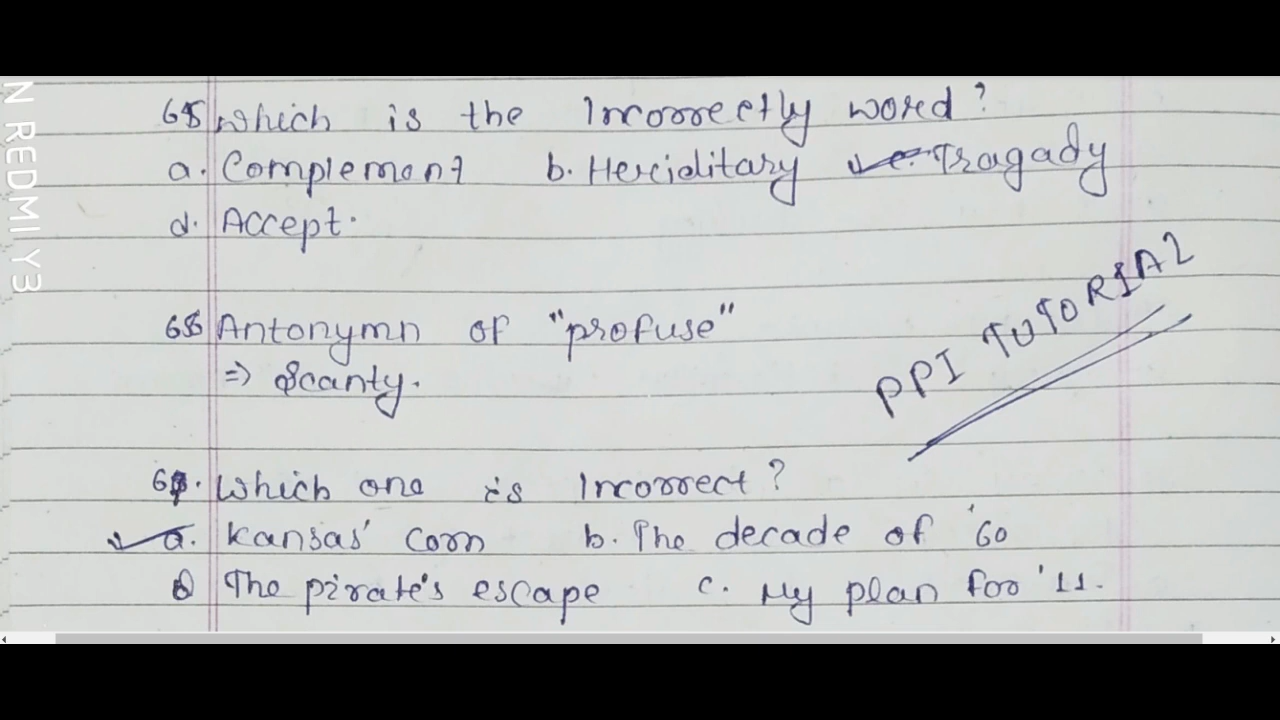 N REDMI Y3
65 Which is the Incorrectly word?
a. Complement b. Hereiditary c. Tragady
d. Accept.
66 Antonymn of "profuse"
⇒ Scanty.
PPI TUTORIAL
67. Which one is Incorrect?
a. Kansas' corn b. The decade of '60
The pirate's escape c. My plan for '11.